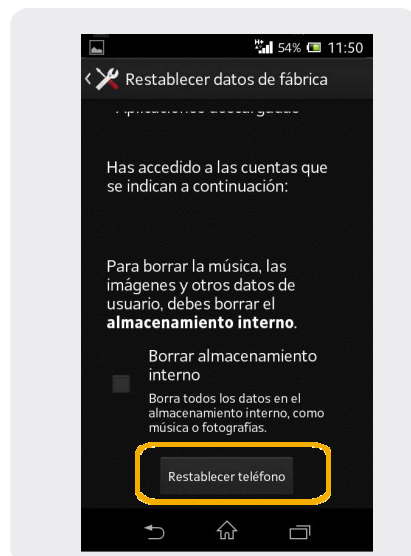 H+ 54% 11:50
Restablecer datos de fábrica
Aplicaciones descargadas
Has accedido a las cuentas que
se indican a continuación:
Para borrar la música, las
imágenes y otros datos de
usuario, debes borrar el
almacenamiento interno.
Borrar almacenamiento
interno
Borra todos los datos en el
almacenamiento interno, como
música o fotografías.
Restablecer teléfono